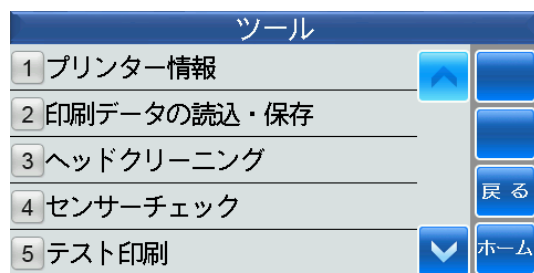 ツール
1 プリンター情報
2 印刷データの読込・保存
3 ヘッドクリーニング
4 センサーチェック
戻る
5 テスト印刷
ホーム